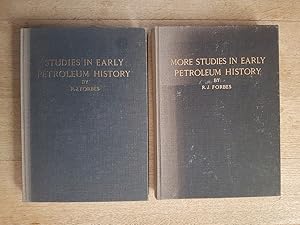 STUDIES IN EARLY
PETROLEUM HISTORY
BY
R.J. FORBES
MORE STUDIES IN EARLY
PETROLEUM HISTORY
BY
R.J. FORBES